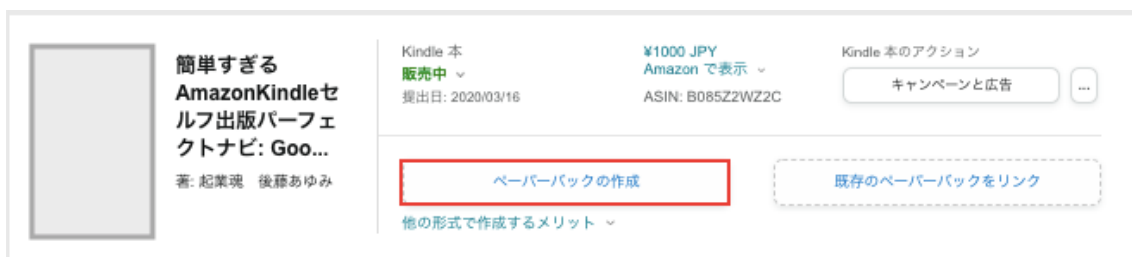 簡単すぎる
AmazonKindleセ
ルフ出版パーフェ
クトナビ: Goo...
著: 起業魂　後藤あゆみ
Kindle 本
販売中
提出日: 2020/03/16
¥1000 JPY
Amazon で表示
ASIN: B085Z2WZ2C
Kindle 本のアクション
キャンペーンと広告
...
ペーパーバックの作成
既存のペーパーバックをリンク
他の形式で作成するメリット